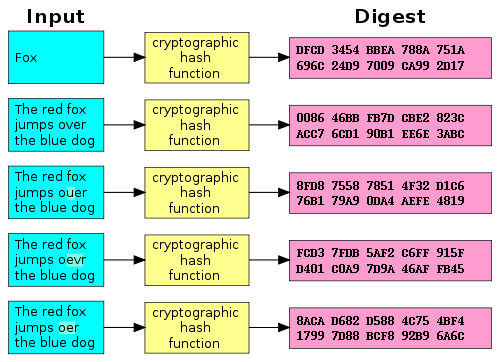 Input
Digest
Fox
cryptographic
hash
function
DFCD 3454 BBEA 788A 751A
696C 24D9 7009 CA99 2D17
The red fox
jumps over
the blue dog
cryptographic
hash
function
0086 46BB FB7D CBE2 823C
ACC7 6CD1 90B1 EE6E 3ABC
The red fox
jumps ouer
the blue dog
cryptographic
hash
function
8FD8 7558 7851 4F32 D1C6
76B1 79A9 0DA4 AEFE 4819
The red fox
jumps oevr
the blue dog
cryptographic
hash
function
FCD3 7FDB 5AF2 C6FF 915F
D401 C0A9 7D9A 46AF FB45
The red fox
jumps oer
the blue dog
cryptographic
hash
function
8ACA D682 D588 4C75 4BF4
1799 7D88 BCF8 92B9 6A6C